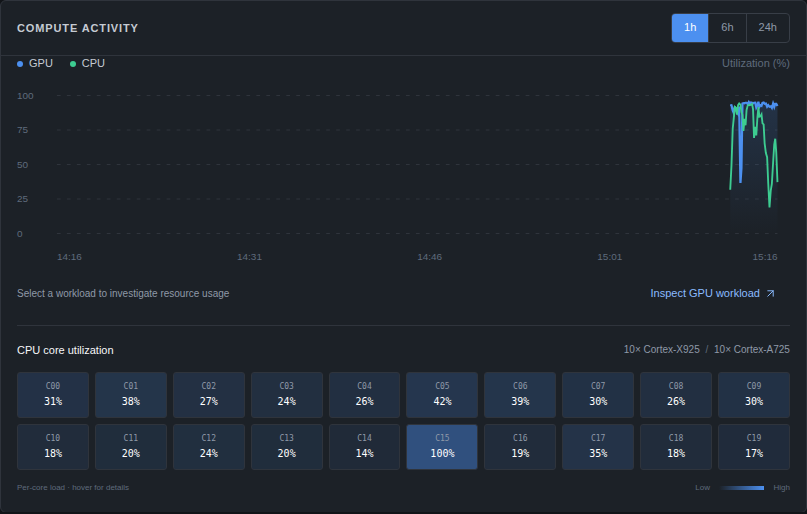 COMPUTE ACTIVITY 1h 6h 24h
GPU CPU Utilization (%)
100
75
50
25
0
14:16 14:31 14:46 15:01 15:16
Select a workload to investigate resource usage Inspect GPU workload ↗
CPU core utilization 10× Cortex-X925 / 10× Cortex-A725
C00 C01 C02 C03 C04 C05 C06 C07 C08 C09
31% 38% 27% 24% 26% 42% 39% 30% 26% 30%
C10 C11 C12 C13 C14 C15 C16 C17 C18 C19
18% 20% 24% 20% 14% 100% 19% 35% 18% 17%
Per-core load · hover for details Low High